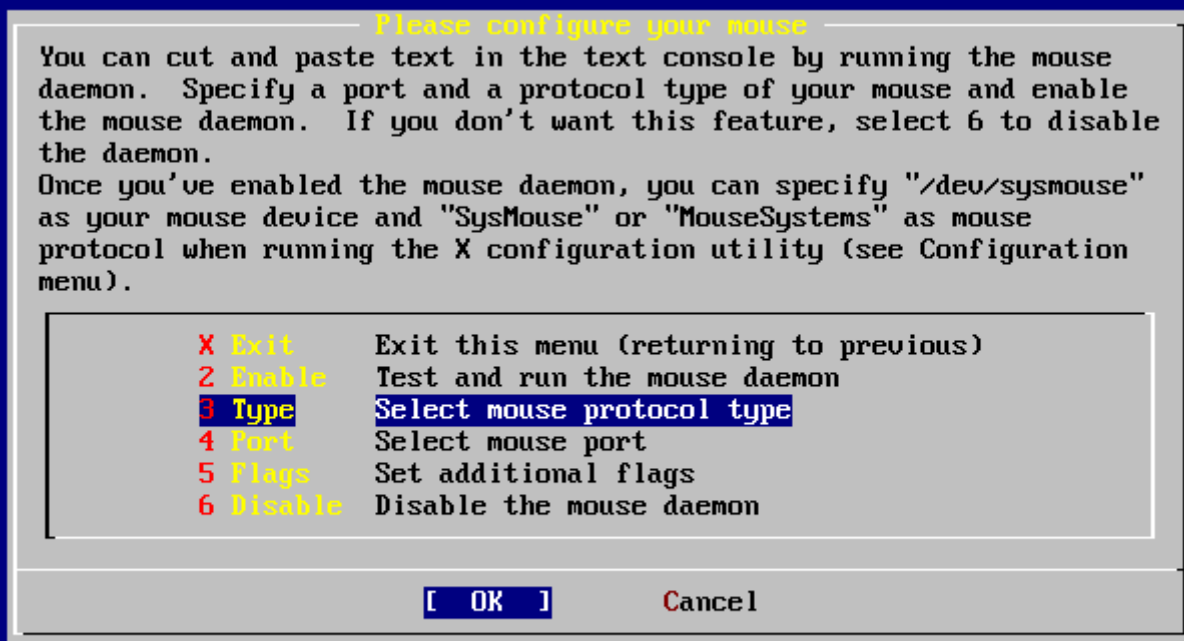 Please configure your mouse
You can cut and paste text in the text console by running the mouse
daemon.  Specify a port and a protocol type of your mouse and enable
the mouse daemon.  If you don't want this feature, select 6 to disable
the daemon.
Once you've enabled the mouse daemon, you can specify "/dev/sysmouse"
as your mouse device and "SysMouse" or "MouseSystems" as mouse
protocol when running the X configuration utility (see Configuration
menu).
X Exit     Exit this menu (returning to previous)
2 Enable   Test and run the mouse daemon
3 Type     Select mouse protocol type
4 Port     Select mouse port
5 Flags    Set additional flags
6 Disable  Disable the mouse daemon
[  OK  ]       Cancel